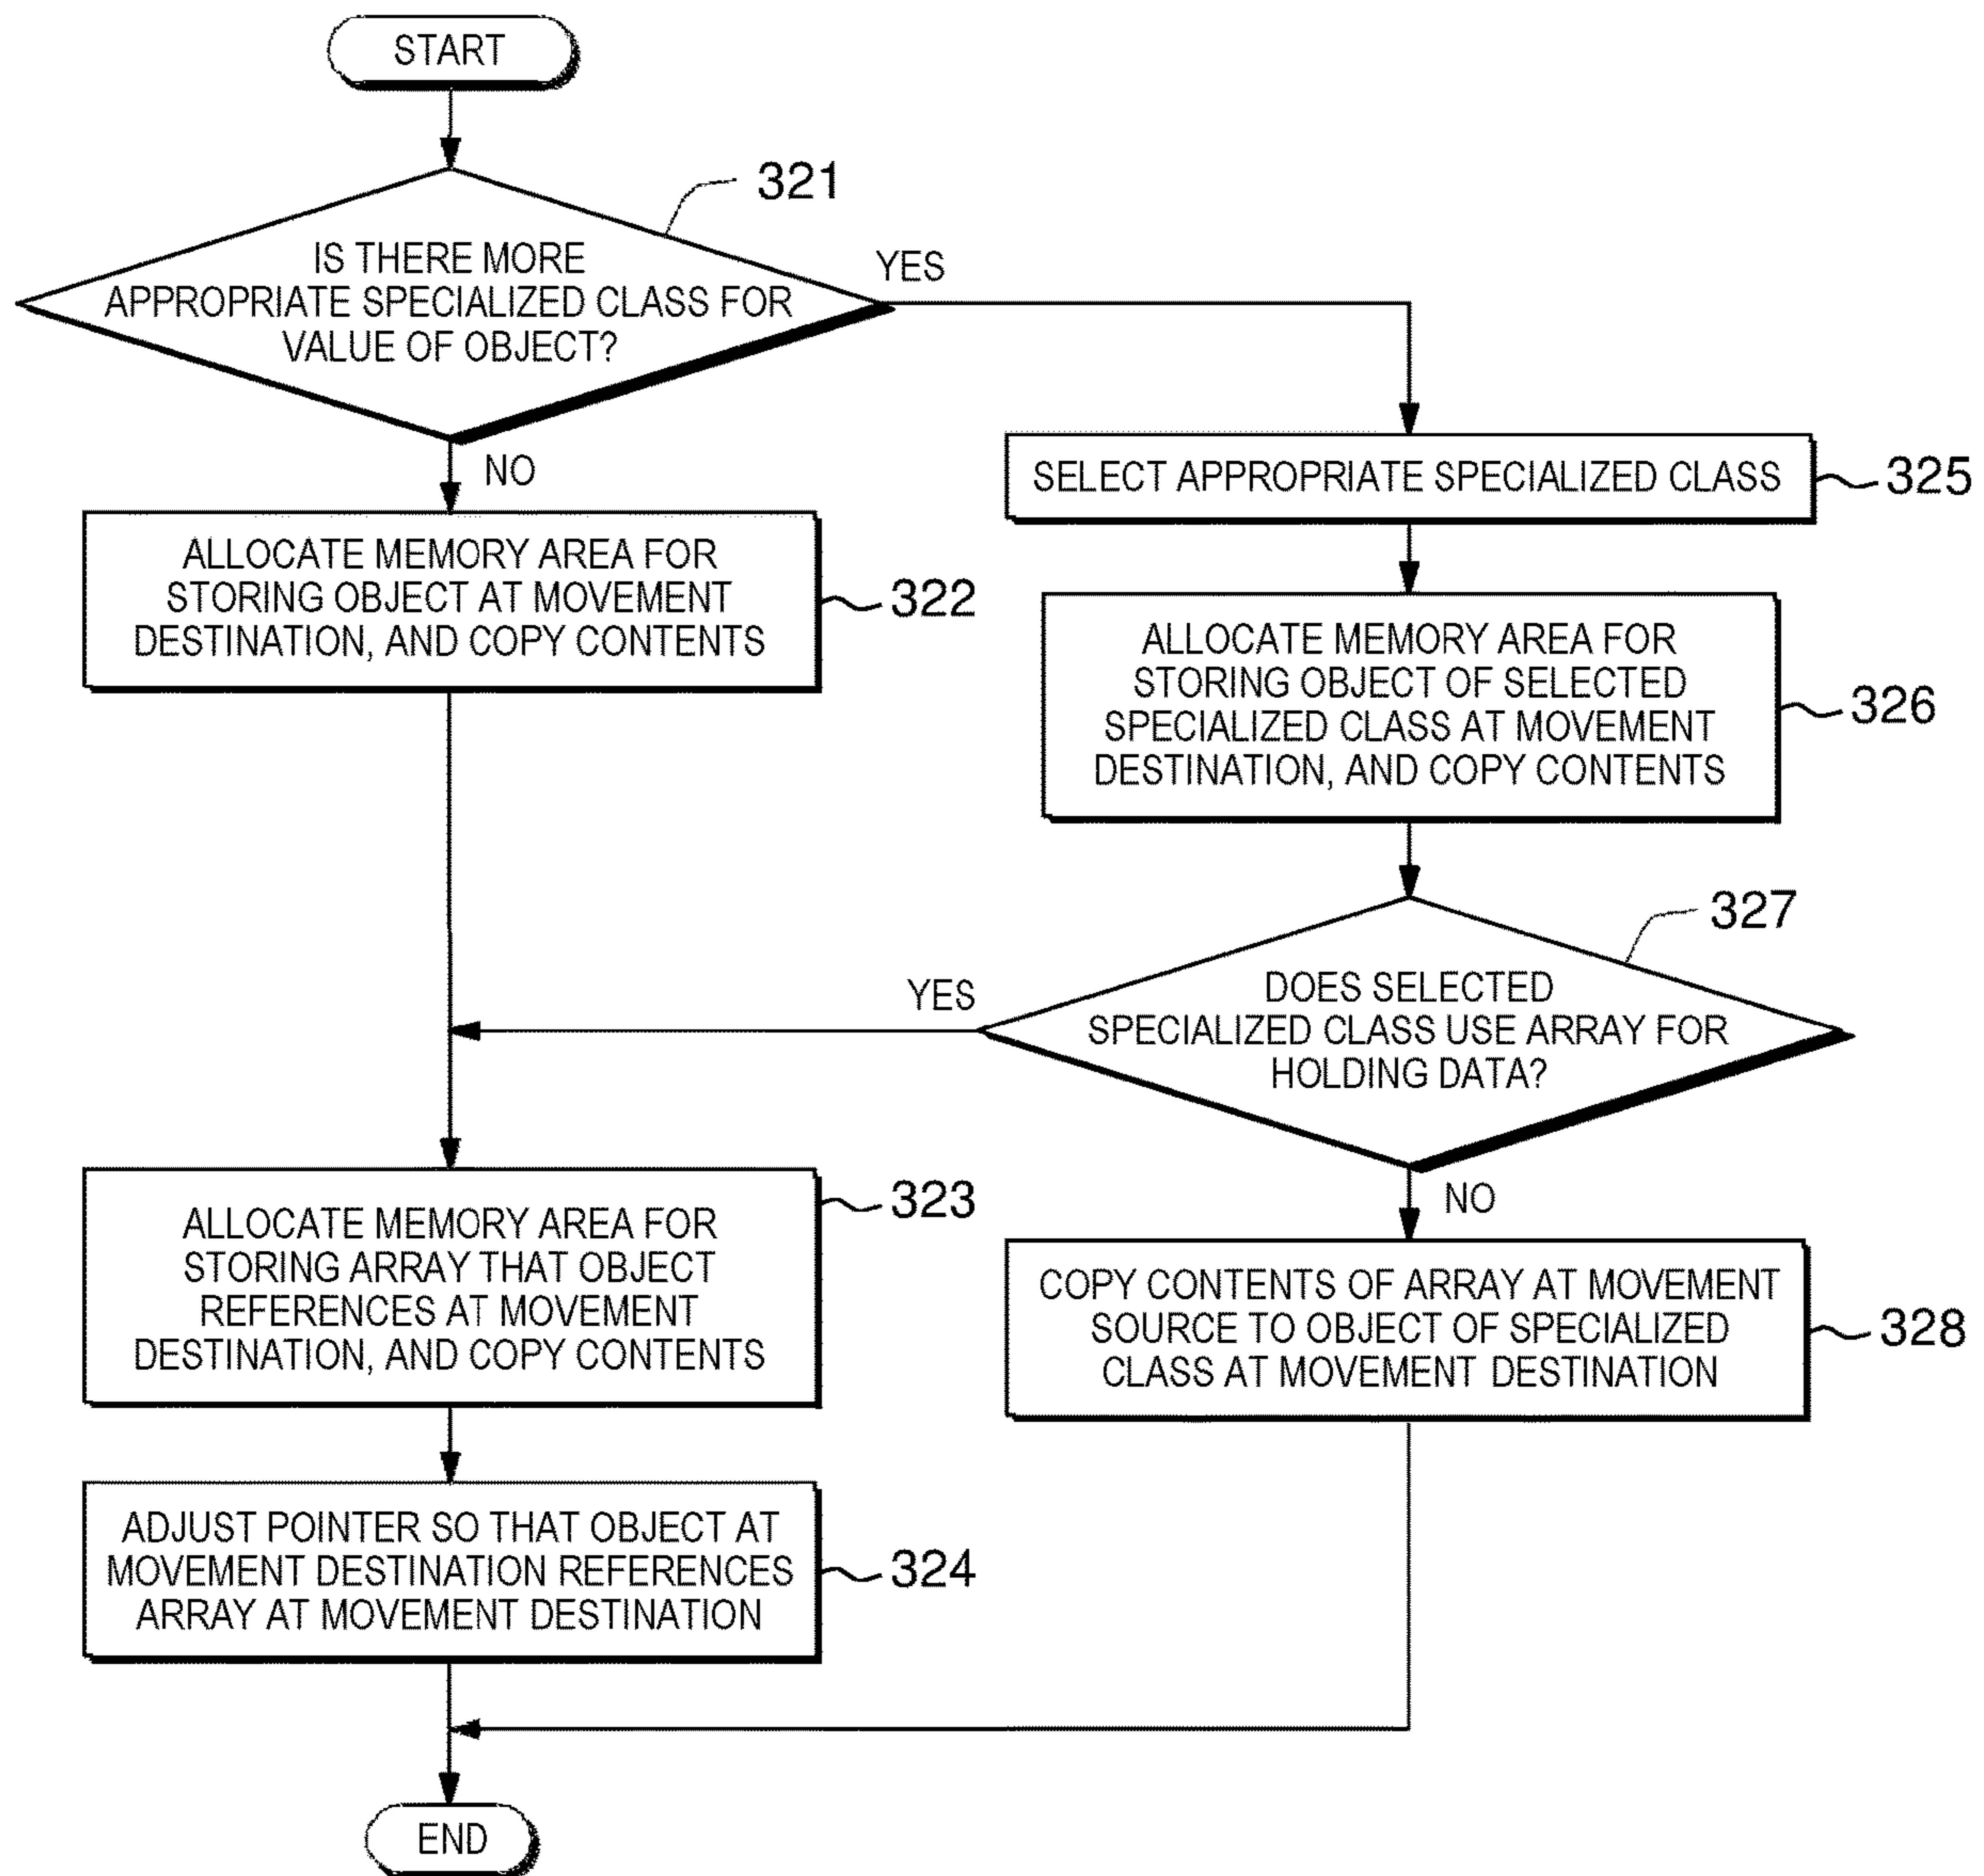 START
321
IS THERE MORE
APPROPRIATE SPECIALIZED CLASS FOR
VALUE OF OBJECT?
YES
NO
ALLOCATE MEMORY AREA FOR
STORING OBJECT AT MOVEMENT
DESTINATION, AND COPY CONTENTS
322
SELECT APPROPRIATE SPECIALIZED CLASS
325
ALLOCATE MEMORY AREA FOR
STORING OBJECT OF SELECTED
SPECIALIZED CLASS AT MOVEMENT
DESTINATION, AND COPY CONTENTS
326
327
DOES SELECTED
SPECIALIZED CLASS USE ARRAY FOR
HOLDING DATA?
YES
NO
ALLOCATE MEMORY AREA FOR
STORING ARRAY THAT OBJECT
REFERENCES AT MOVEMENT
DESTINATION, AND COPY CONTENTS
323
COPY CONTENTS OF ARRAY AT MOVEMENT
SOURCE TO OBJECT OF SPECIALIZED
CLASS AT MOVEMENT DESTINATION
328
ADJUST POINTER SO THAT OBJECT AT
MOVEMENT DESTINATION REFERENCES
ARRAY AT MOVEMENT DESTINATION
324
END